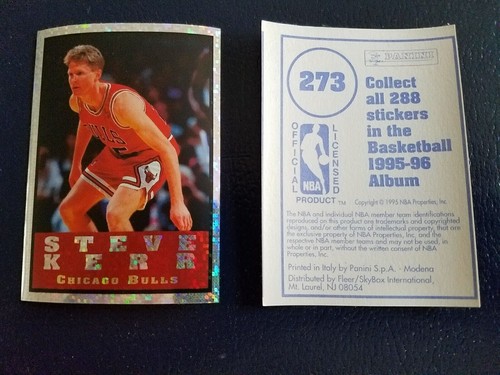 BULLS
STEVE
KERR
CHICAGO BULLS
PANINI
273
Collect
all 288
stickers
in the
Basketball
1995-96
Album
OFFICIAL
LICENSED
NBA
PRODUCT TM
Copyright © 1995 NBA Properties, Inc.
The NBA and individual NBA member team identifications
reproduced on this product are trademarks and copyrighted
designs, and/or other forms of intellectual property, that are
the exclusive property of NBA Properties, Inc. and the
respective NBA member teams and may not be used, in
whole or in part, without the written consent of NBA
Properties, Inc.
Printed in Italy by Panini S.p.A. - Modena
Distributed by Fleer/SkyBox International,
Mt. Laurel, NJ 08054